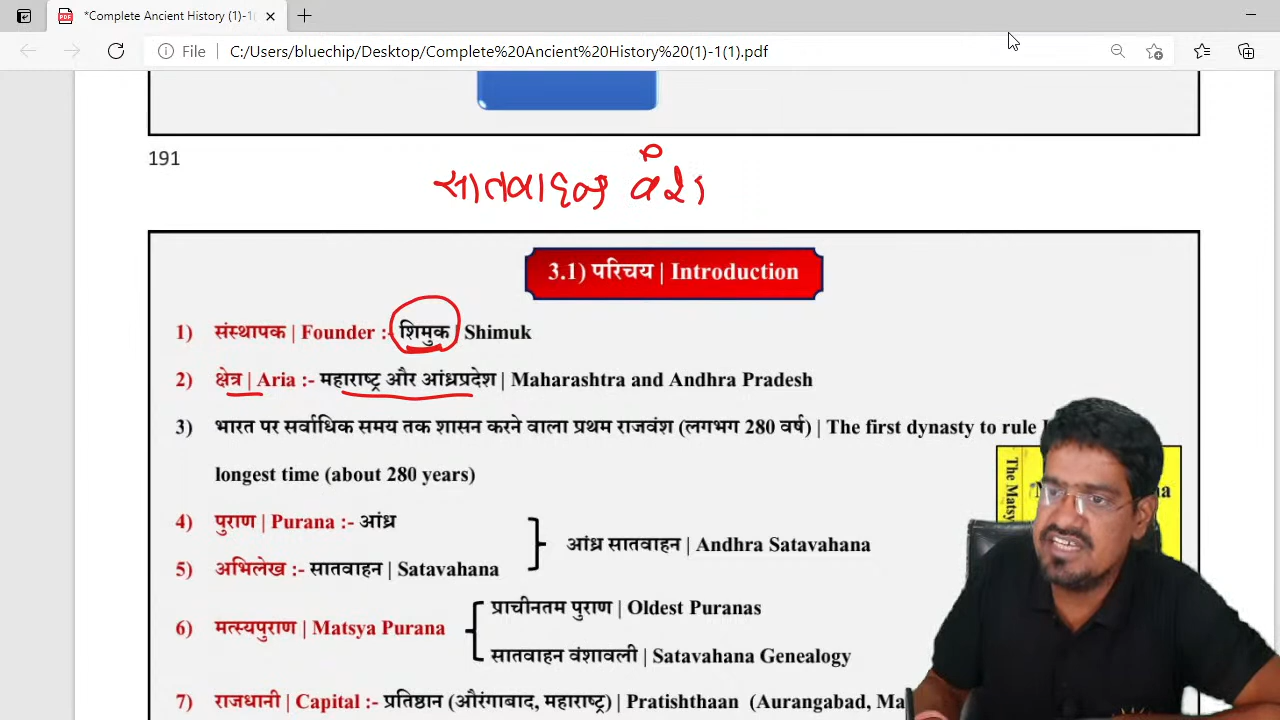 *Complete Ancient History (1)-1(
File C:/Users/bluechip/Desktop/Complete%20Ancient%20History%20(1)-1(1).pdf
191
सातवाहन वंश
3.1) परिचय | Introduction
1) संस्थापक | Founder :- शिमुक | Shimuk
2) क्षेत्र | Aria :- महाराष्ट्र और आंध्रप्रदेश | Maharashtra and Andhra Pradesh
3) भारत पर सर्वाधिक समय तक शासन करने वाला प्रथम राजवंश (लगभग 280 वर्ष) | The first dynasty to rule
longest time (about 280 years)
The Matsy
4) पुराण | Purana :- आंध्र
आंध्र सातवाहन | Andhra Satavahana
5) अभिलेख :- सातवाहन | Satavahana
6) मत्स्यपुराण | Matsya Purana
प्राचीनतम पुराण | Oldest Puranas
सातवाहन वंशावली | Satavahana Genealogy
7) राजधानी | Capital :- प्रतिष्ठान (औरंगाबाद, महाराष्ट्र) | Pratishthaan (Aurangabad, Ma